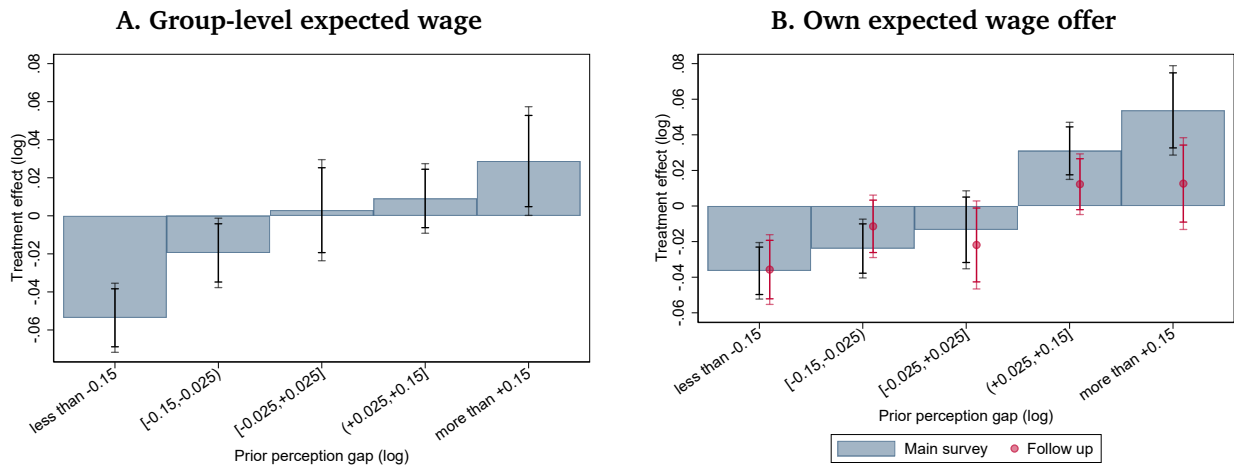 A. Group-level expected wage
Treatment effect (log)
.08
.06
.04
.02
0
-.02
-.04
-.06
less than -0.15
[-0.15,-0.025)
[-0.025,+0.025]
(+0.025,+0.15]
more than +0.15
Prior perception gap (log)
B. Own expected wage offer
Treatment effect (log)
.08
.06
.04
.02
0
-.02
-.04
-.06
less than -0.15
[-0.15,-0.025)
[-0.025,+0.025]
(+0.025,+0.15]
more than +0.15
Prior perception gap (log)
Main survey
Follow up